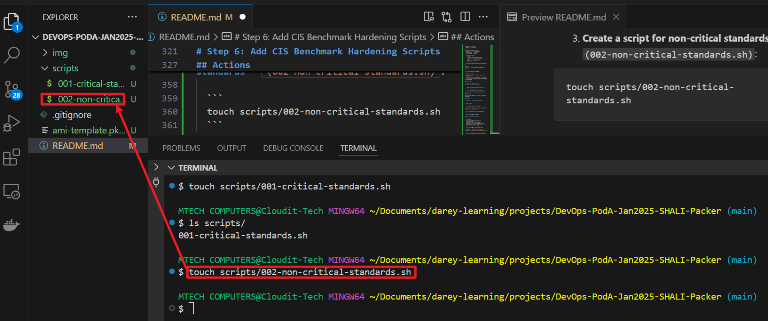 EXPLORER
DEVOPS-PODA-JAN2025-...
img
scripts
001-critical-sta... U
002-non-critica... U
.gitignore
ami-template.pk... U
README.md M
28
README.md M
README.md > # Step 6: Add CIS Benchmark Hardening Scripts > ## Actions
321 # Step 6: Add CIS Benchmark Hardening Scripts
327 ## Actions
standards (002-non-critical-standards.sh):
358
359 ```
360 touch scripts/002-non-critical-standards.sh
361 ```
Preview README.md
3. Create a script for non-critical standards
(002-non-critical-standards.sh):
touch scripts/002-non-critical-
standards.sh
PROBLEMS OUTPUT DEBUG CONSOLE TERMINAL
TERMINAL
$ touch scripts/001-critical-standards.sh
MTECH COMPUTERS@Cloudit-Tech MINGW64 ~/Documents/darey-learning/projects/DevOps-PodA-Jan2025-SHALI-Packer (main)
$ ls scripts/
001-critical-standards.sh
MTECH COMPUTERS@Cloudit-Tech MINGW64 ~/Documents/darey-learning/projects/DevOps-PodA-Jan2025-SHALI-Packer (main)
$ touch scripts/002-non-critical-standards.sh
MTECH COMPUTERS@Cloudit-Tech MINGW64 ~/Documents/darey-learning/projects/DevOps-PodA-Jan2025-SHALI-Packer (main)
$